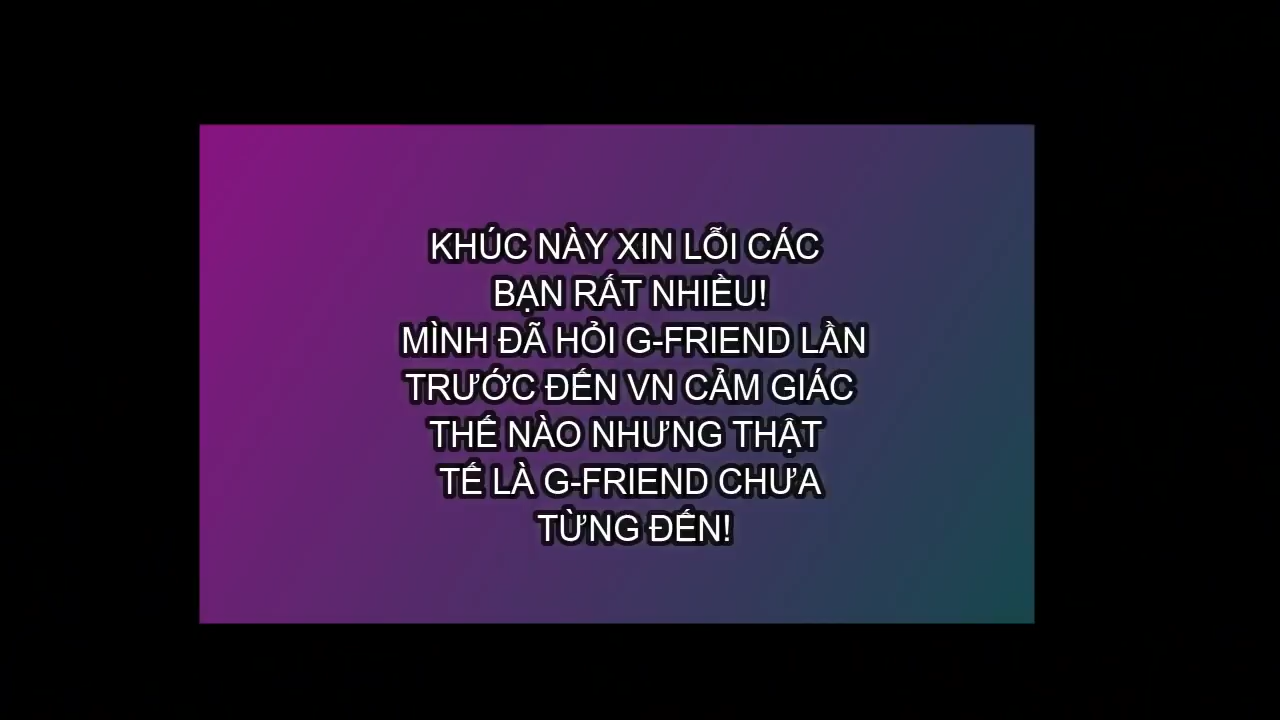 KHÚC NÀY XIN LỖI CÁC
BẠN RẤT NHIỀU!
MÌNH ĐÃ HỎI G-FRIEND LẦN
TRƯỚC ĐẾN VN CẢM GIÁC
THẾ NÀO NHƯNG THẬT
TẾ LÀ G-FRIEND CHƯA
TỪNG ĐẾN!